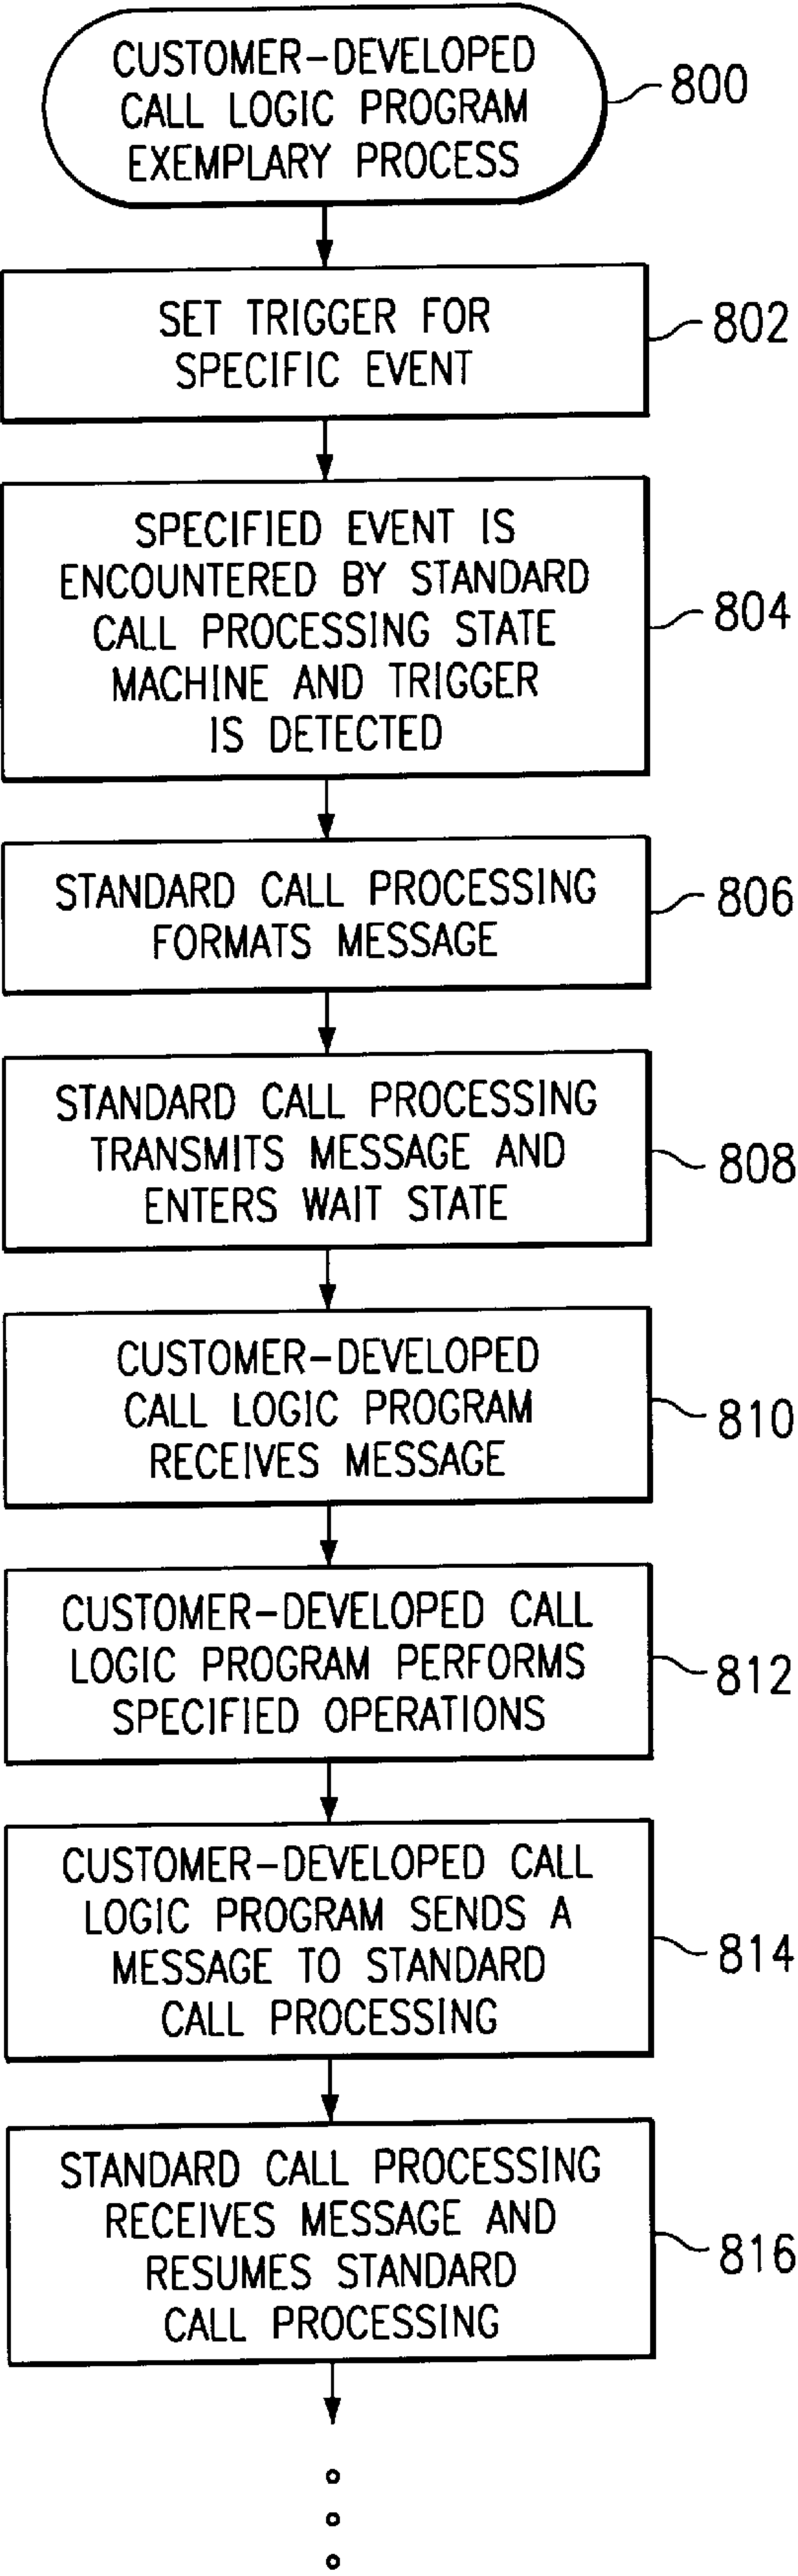 CUSTOMER-DEVELOPED
CALL LOGIC PROGRAM
EXEMPLARY PROCESS
800
SET TRIGGER FOR
SPECIFIC EVENT
802
SPECIFIED EVENT IS
ENCOUNTERED BY STANDARD
CALL PROCESSING STATE
MACHINE AND TRIGGER
IS DETECTED
804
STANDARD CALL PROCESSING
FORMATS MESSAGE
806
STANDARD CALL PROCESSING
TRANSMITS MESSAGE AND
ENTERS WAIT STATE
808
CUSTOMER-DEVELOPED
CALL LOGIC PROGRAM
RECEIVES MESSAGE
810
CUSTOMER-DEVELOPED CALL
LOGIC PROGRAM PERFORMS
SPECIFIED OPERATIONS
812
CUSTOMER-DEVELOPED CALL
LOGIC PROGRAM SENDS A
MESSAGE TO STANDARD
CALL PROCESSING
814
STANDARD CALL PROCESSING
RECEIVES MESSAGE AND
RESUMES STANDARD
CALL PROCESSING
816